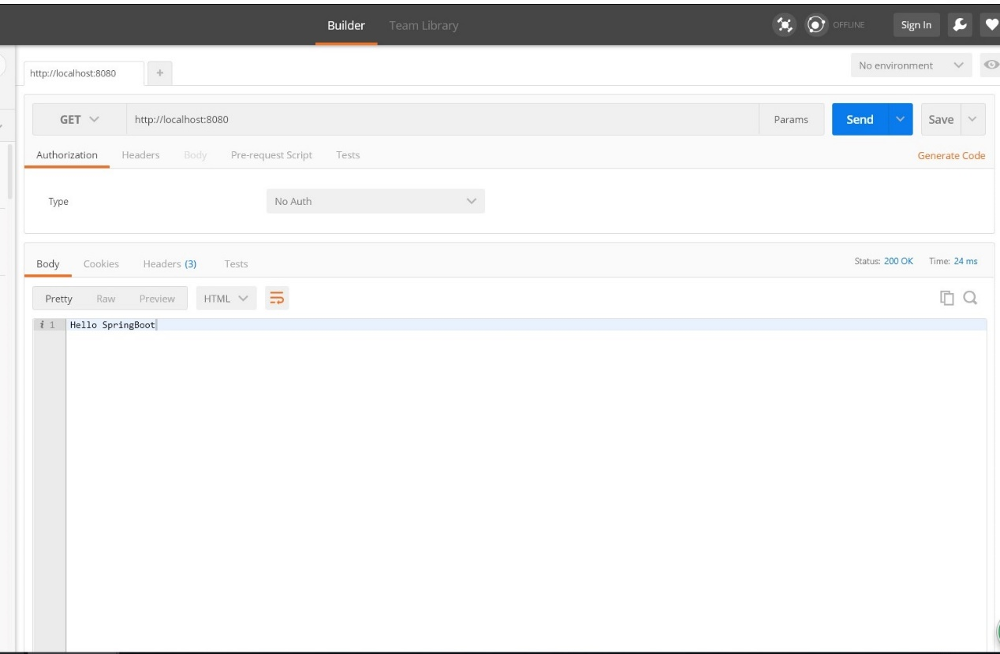 Builder Team Library OFFLINE Sign In
http://localhost:8080 + No environment
GET http://localhost:8080 Params Send Save
Authorization Headers Body Pre-request Script Tests Generate Code
Type No Auth
Body Cookies Headers (3) Tests Status: 200 OK Time: 24 ms
Pretty Raw Preview HTML
i 1 Hello SpringBoot